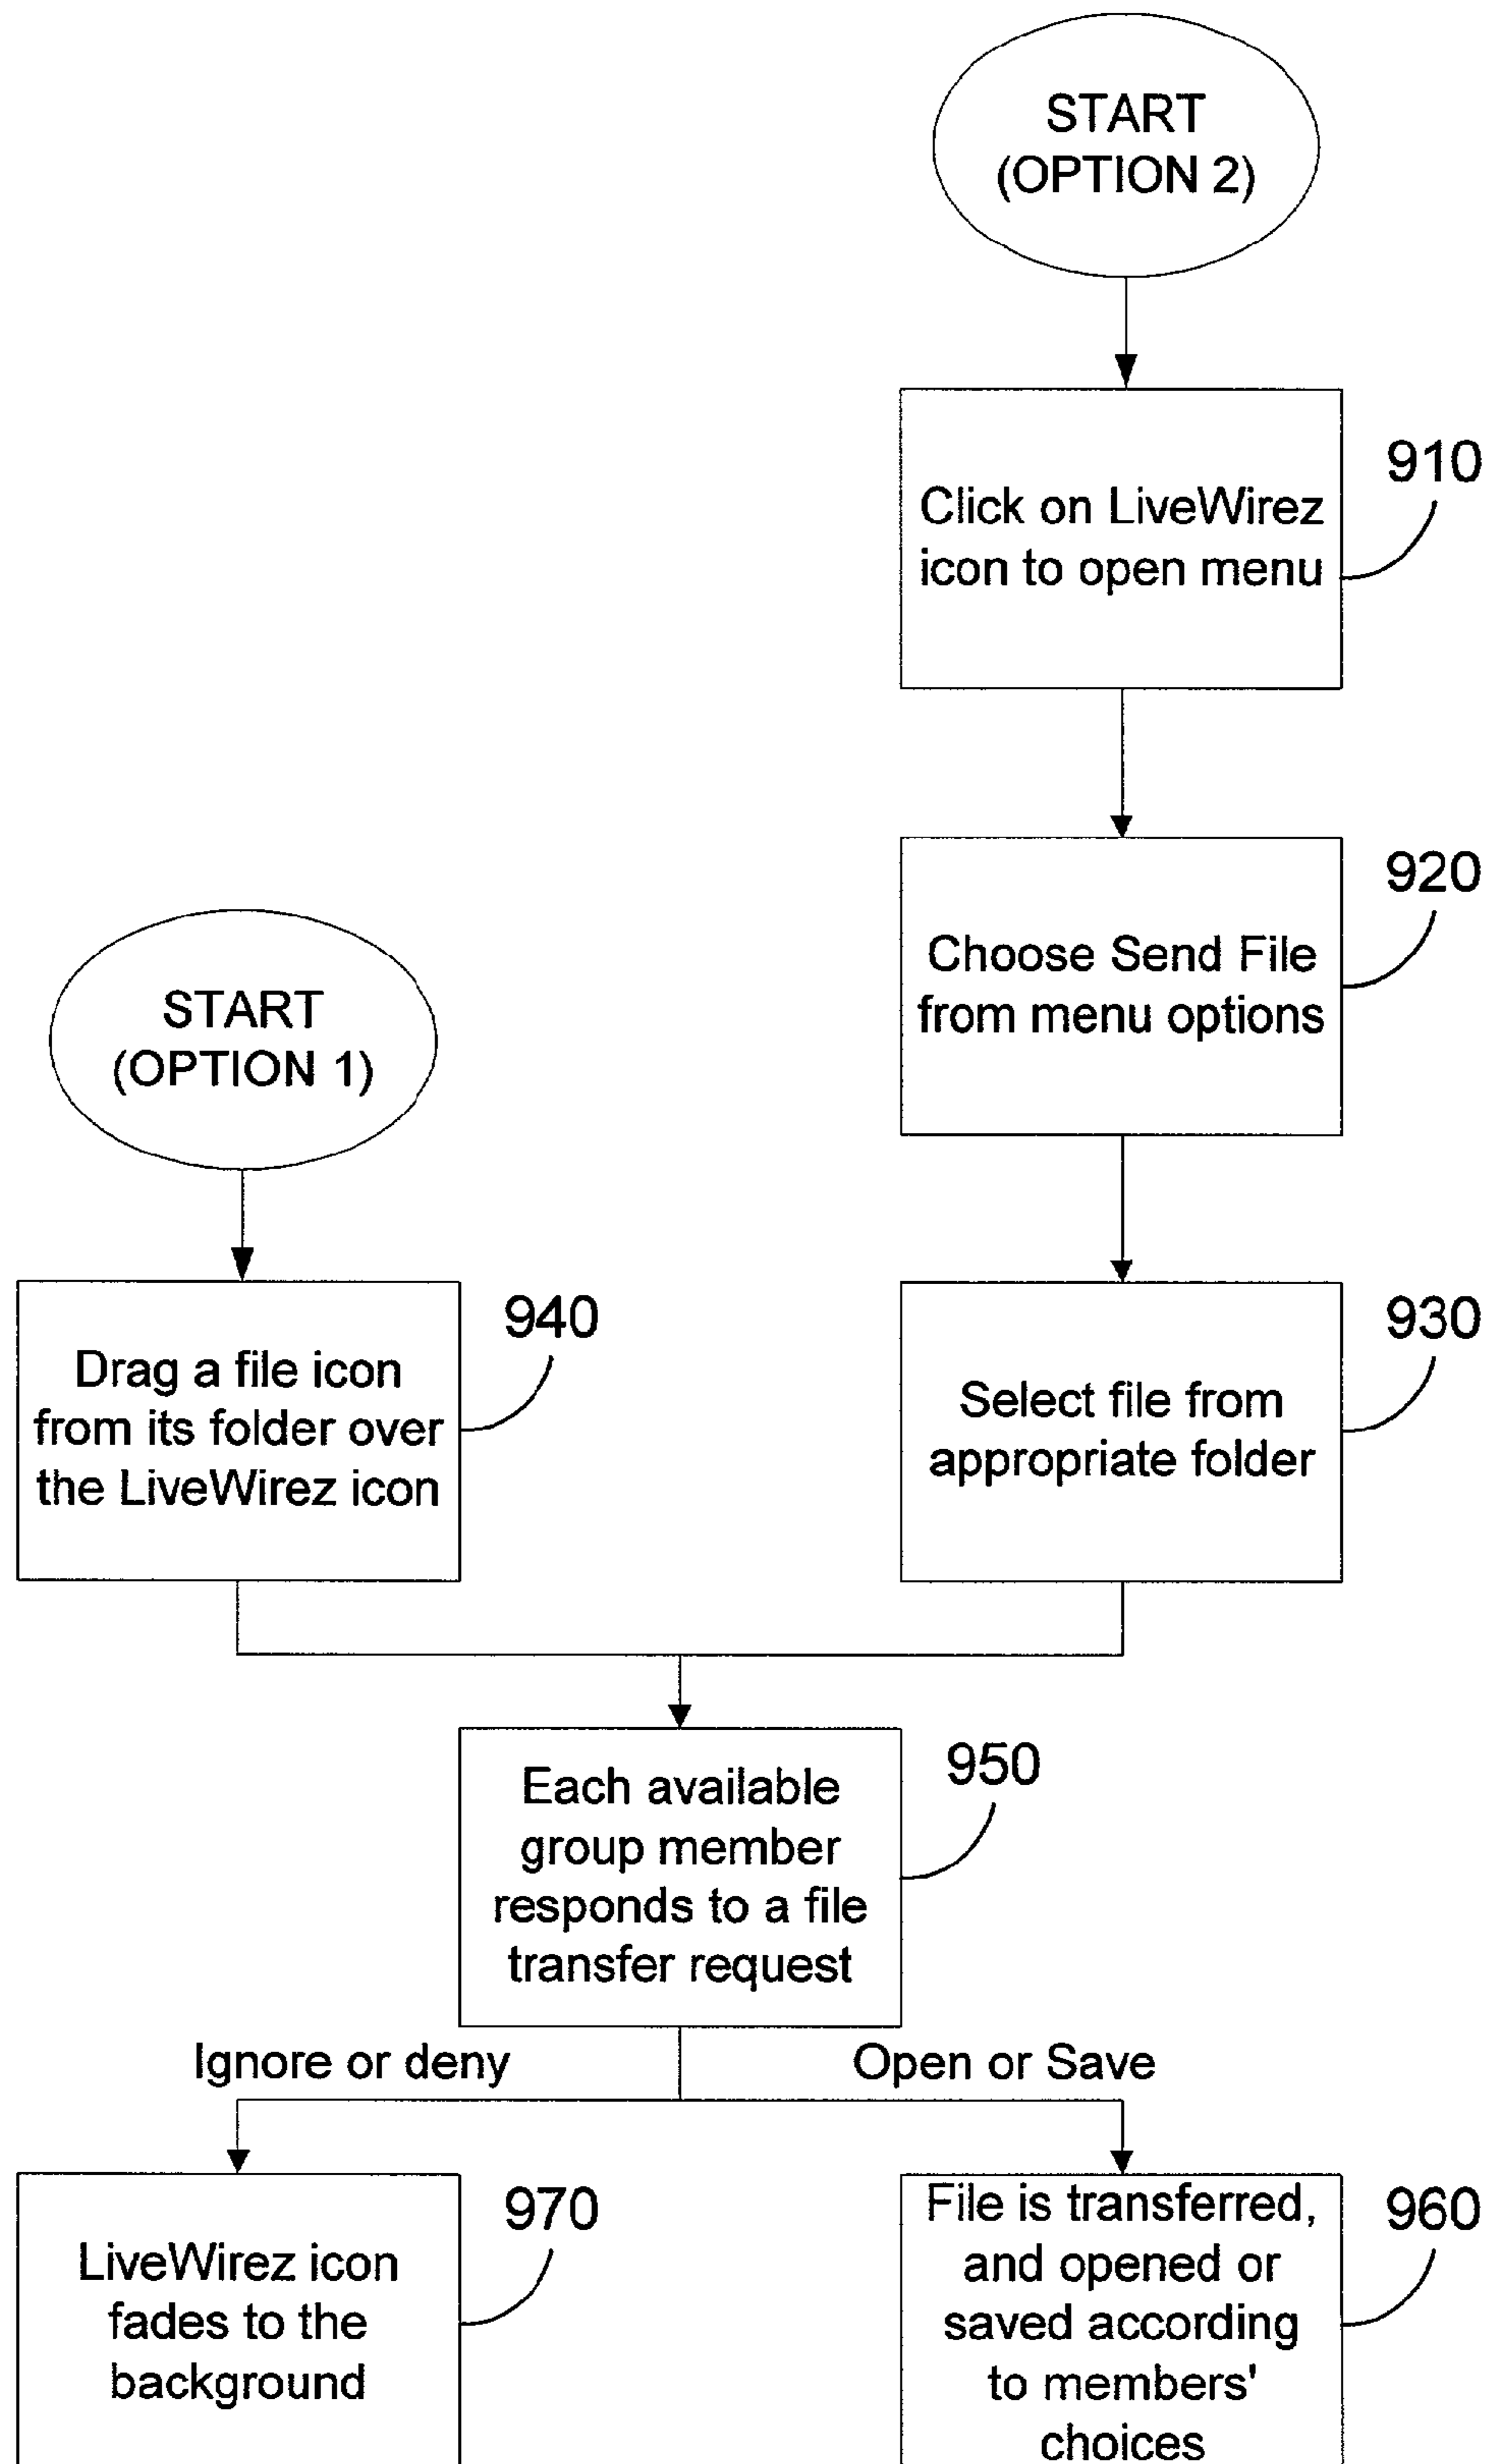 START
(OPTION 2)
910
Click on LiveWirez
icon to open menu
920
Choose Send File
from menu options
START
(OPTION 1)
940
Drag a file icon
from its folder over
the LiveWirez icon
930
Select file from
appropriate folder
950
Each available
group member
responds to a file
transfer request
Ignore or deny
Open or Save
970
LiveWirez icon
fades to the
background
960
File is transferred,
and opened or
saved according
to members'
choices